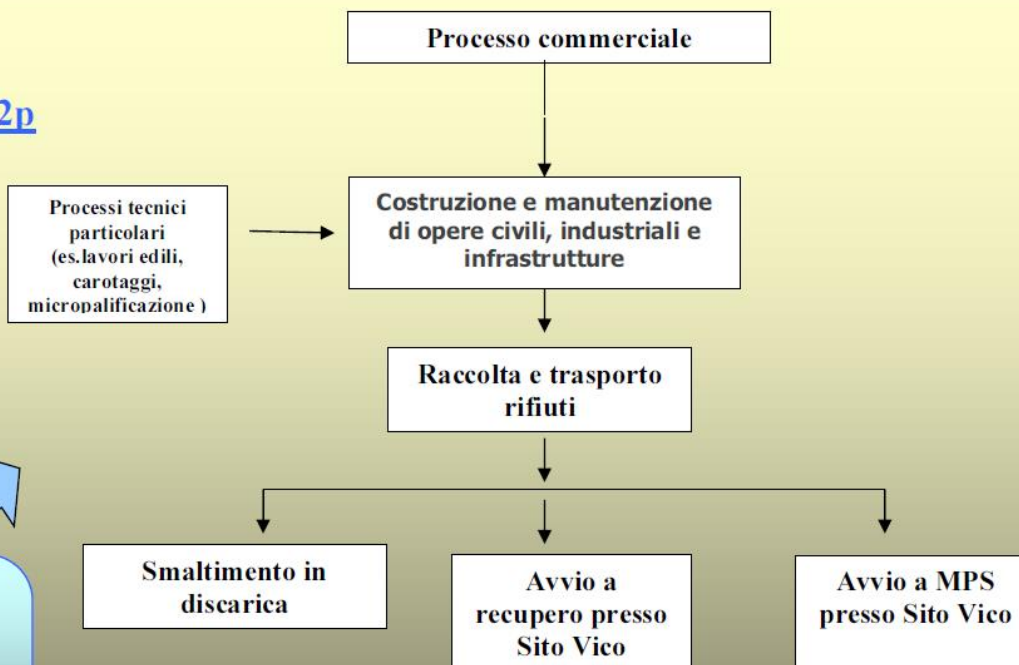 Processo commerciale
2p
Processi tecnici
particolari
(es.lavori edili,
carotaggi,
micropalificazione )
Costruzione e manutenzione
di opere civili, industriali e
infrastrutture
Raccolta e trasporto
rifiuti
Smaltimento in
discarica
Avvio a
recupero presso
Sito Vico
Avvio a MPS
presso Sito Vico